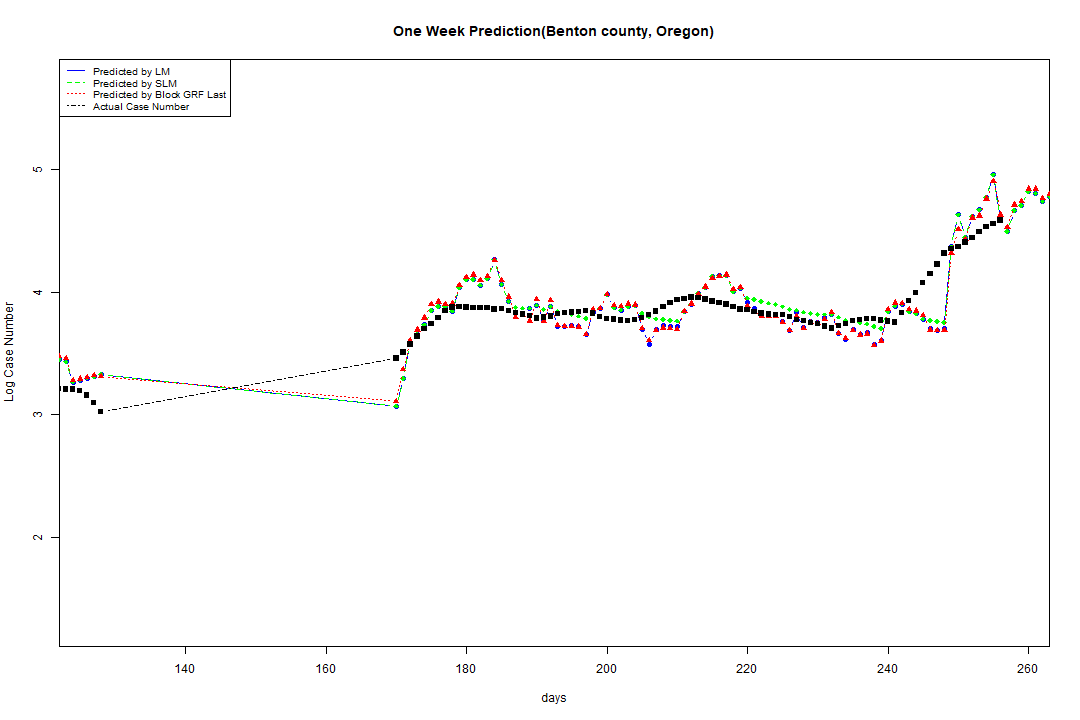 One Week Prediction(Benton county, Oregon)
Predicted by LM
Predicted by SLM
Predicted by Block GRF Last
Actual Case Number
5
4
3
2
Log Case Number
140 160 180 200 220 240 260
days